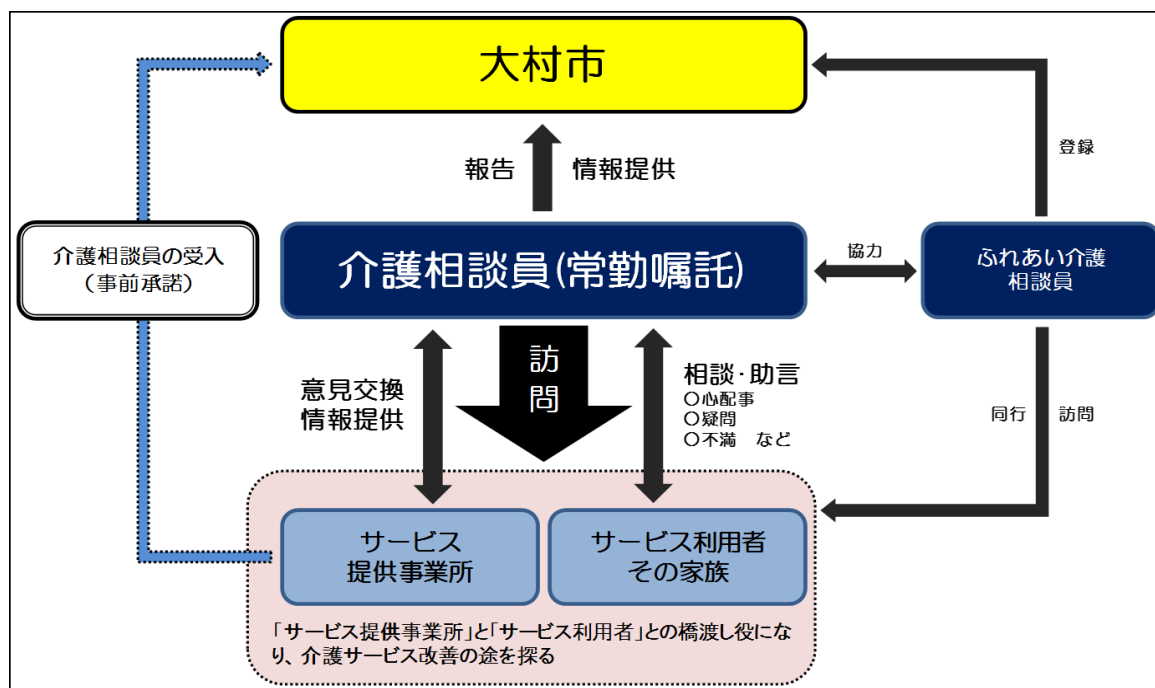 大村市
報告
情報提供
登録
介護相談員の受入
（事前承諾）
介護相談員(常勤嘱託)
協力
ふれあい介護
相談員
意見交換
情報提供
訪
問
相談・助言
○心配事
○疑問
○不満　など
同行
訪問
サービス
提供事業所
サービス利用者
その家族
「サービス提供事業所」と「サービス利用者」との橋渡し役にな
り、介護サービス改善の途を探る